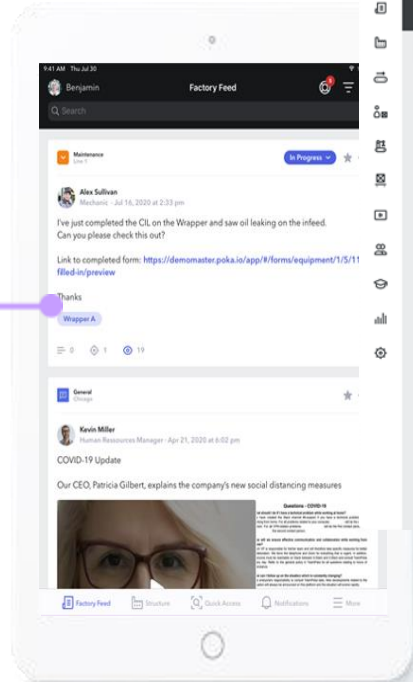 9:41 AM Thu Jul 30
Benjamin
Factory Feed
Search
Maintenance
Line 1
In Progress
Alex Sullivan
Mechanic - Jul 16, 2020 at 2:33 pm
I've just completed the CIL on the Wrapper and saw oil leaking on the infeed.
Can you please check this out?
Link to completed form: https://demomaster.poka.io/app/#/forms/equipment/1/5/11
filled-in/preview
Thanks
Wrapper A
0 1 19
General
Chicago
Kevin Miller
Human Ressources Manager - Apr 21, 2020 at 6:02 pm
COVID-19 Update
Our CEO, Patricia Gilbert, explains the company's new social distancing measures
Questions - COVID-19
Factory Feed
Structure
Quick Access
Notifications
More